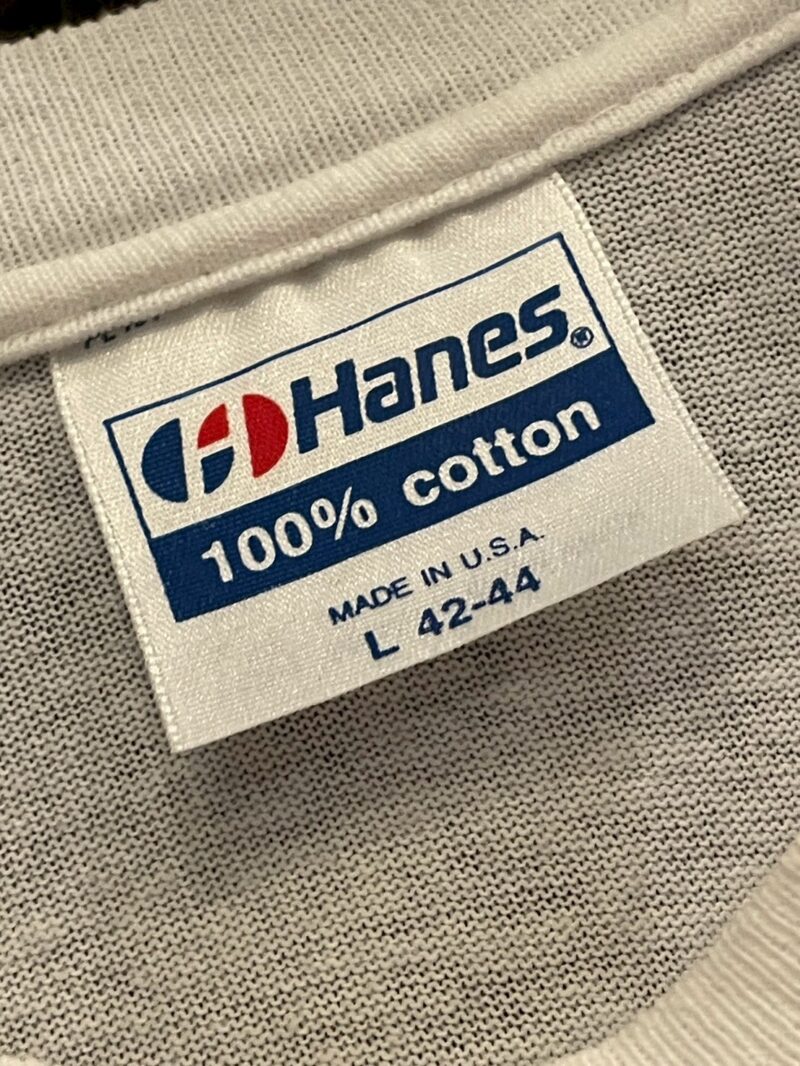 Hanes®
100% cotton
MADE IN U.S.A.
L 42-44